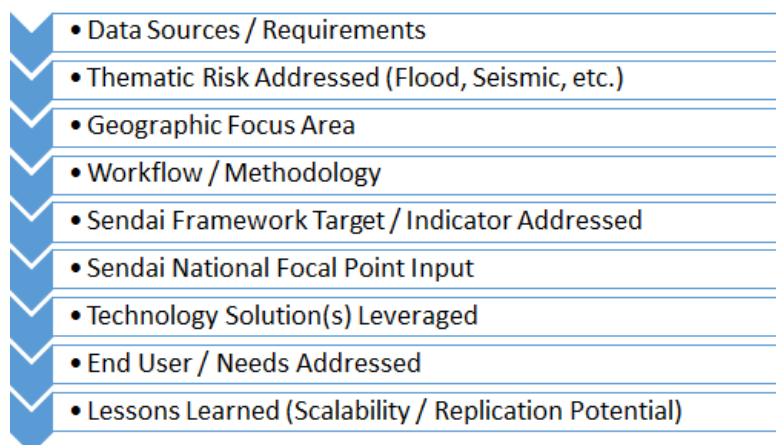 • Data Sources / Requirements
• Thematic Risk Addressed (Flood, Seismic, etc.)
• Geographic Focus Area
• Workflow / Methodology
• Sendai Framework Target / Indicator Addressed
• Sendai National Focal Point Input
• Technology Solution(s) Leveraged
• End User / Needs Addressed
• Lessons Learned (Scalability / Replication Potential)